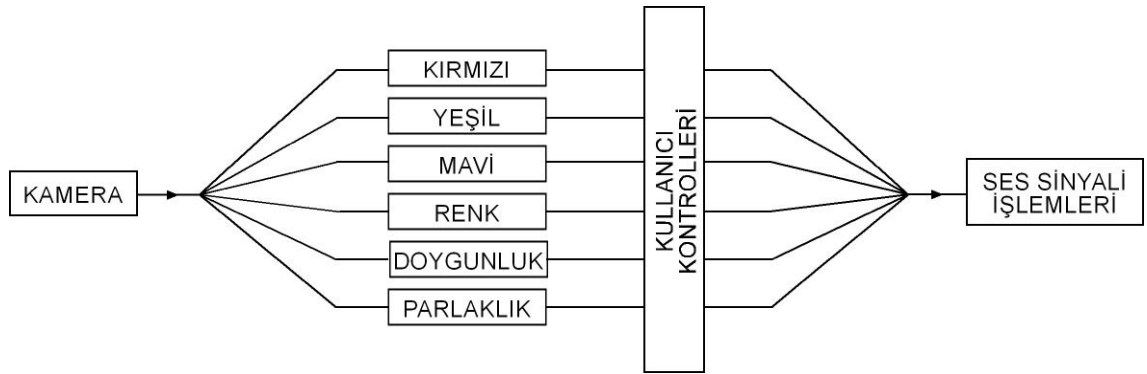 KAMERA
KIRMIZI
YEŞİL
MAVİ
RENK
DOYGUNLUK
PARLAKLIK
KULLANICI
KONTROLLERİ
SES SİNYALİ
İŞLEMLERİ